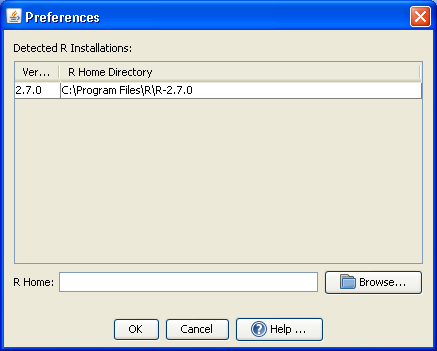 Preferences
Detected R Installations:
Ver... R Home Directory
2.7.0 C:\Program Files\R\R-2.7.0
R Home: Browse...
OK Cancel Help ...